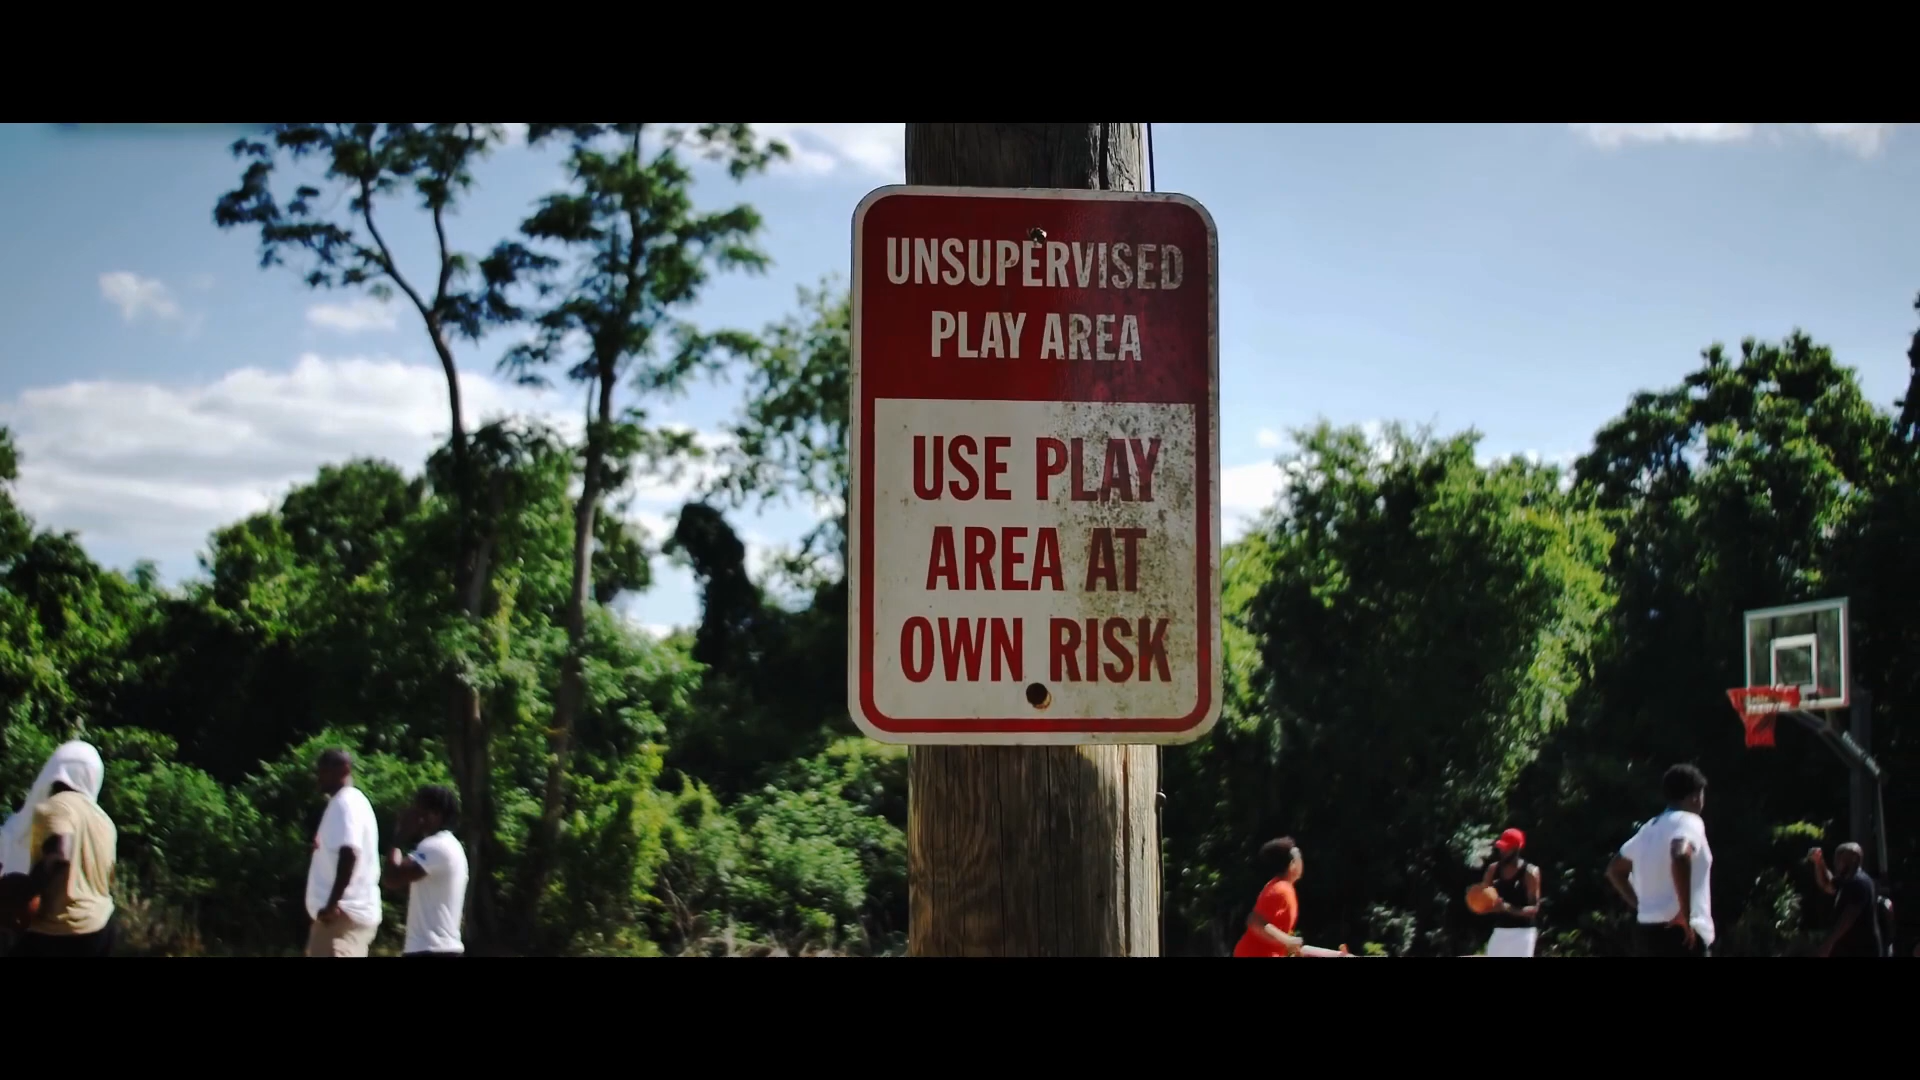 UNSUPERVISED
PLAY AREA
USE PLAY
AREA AT
OWN RISK